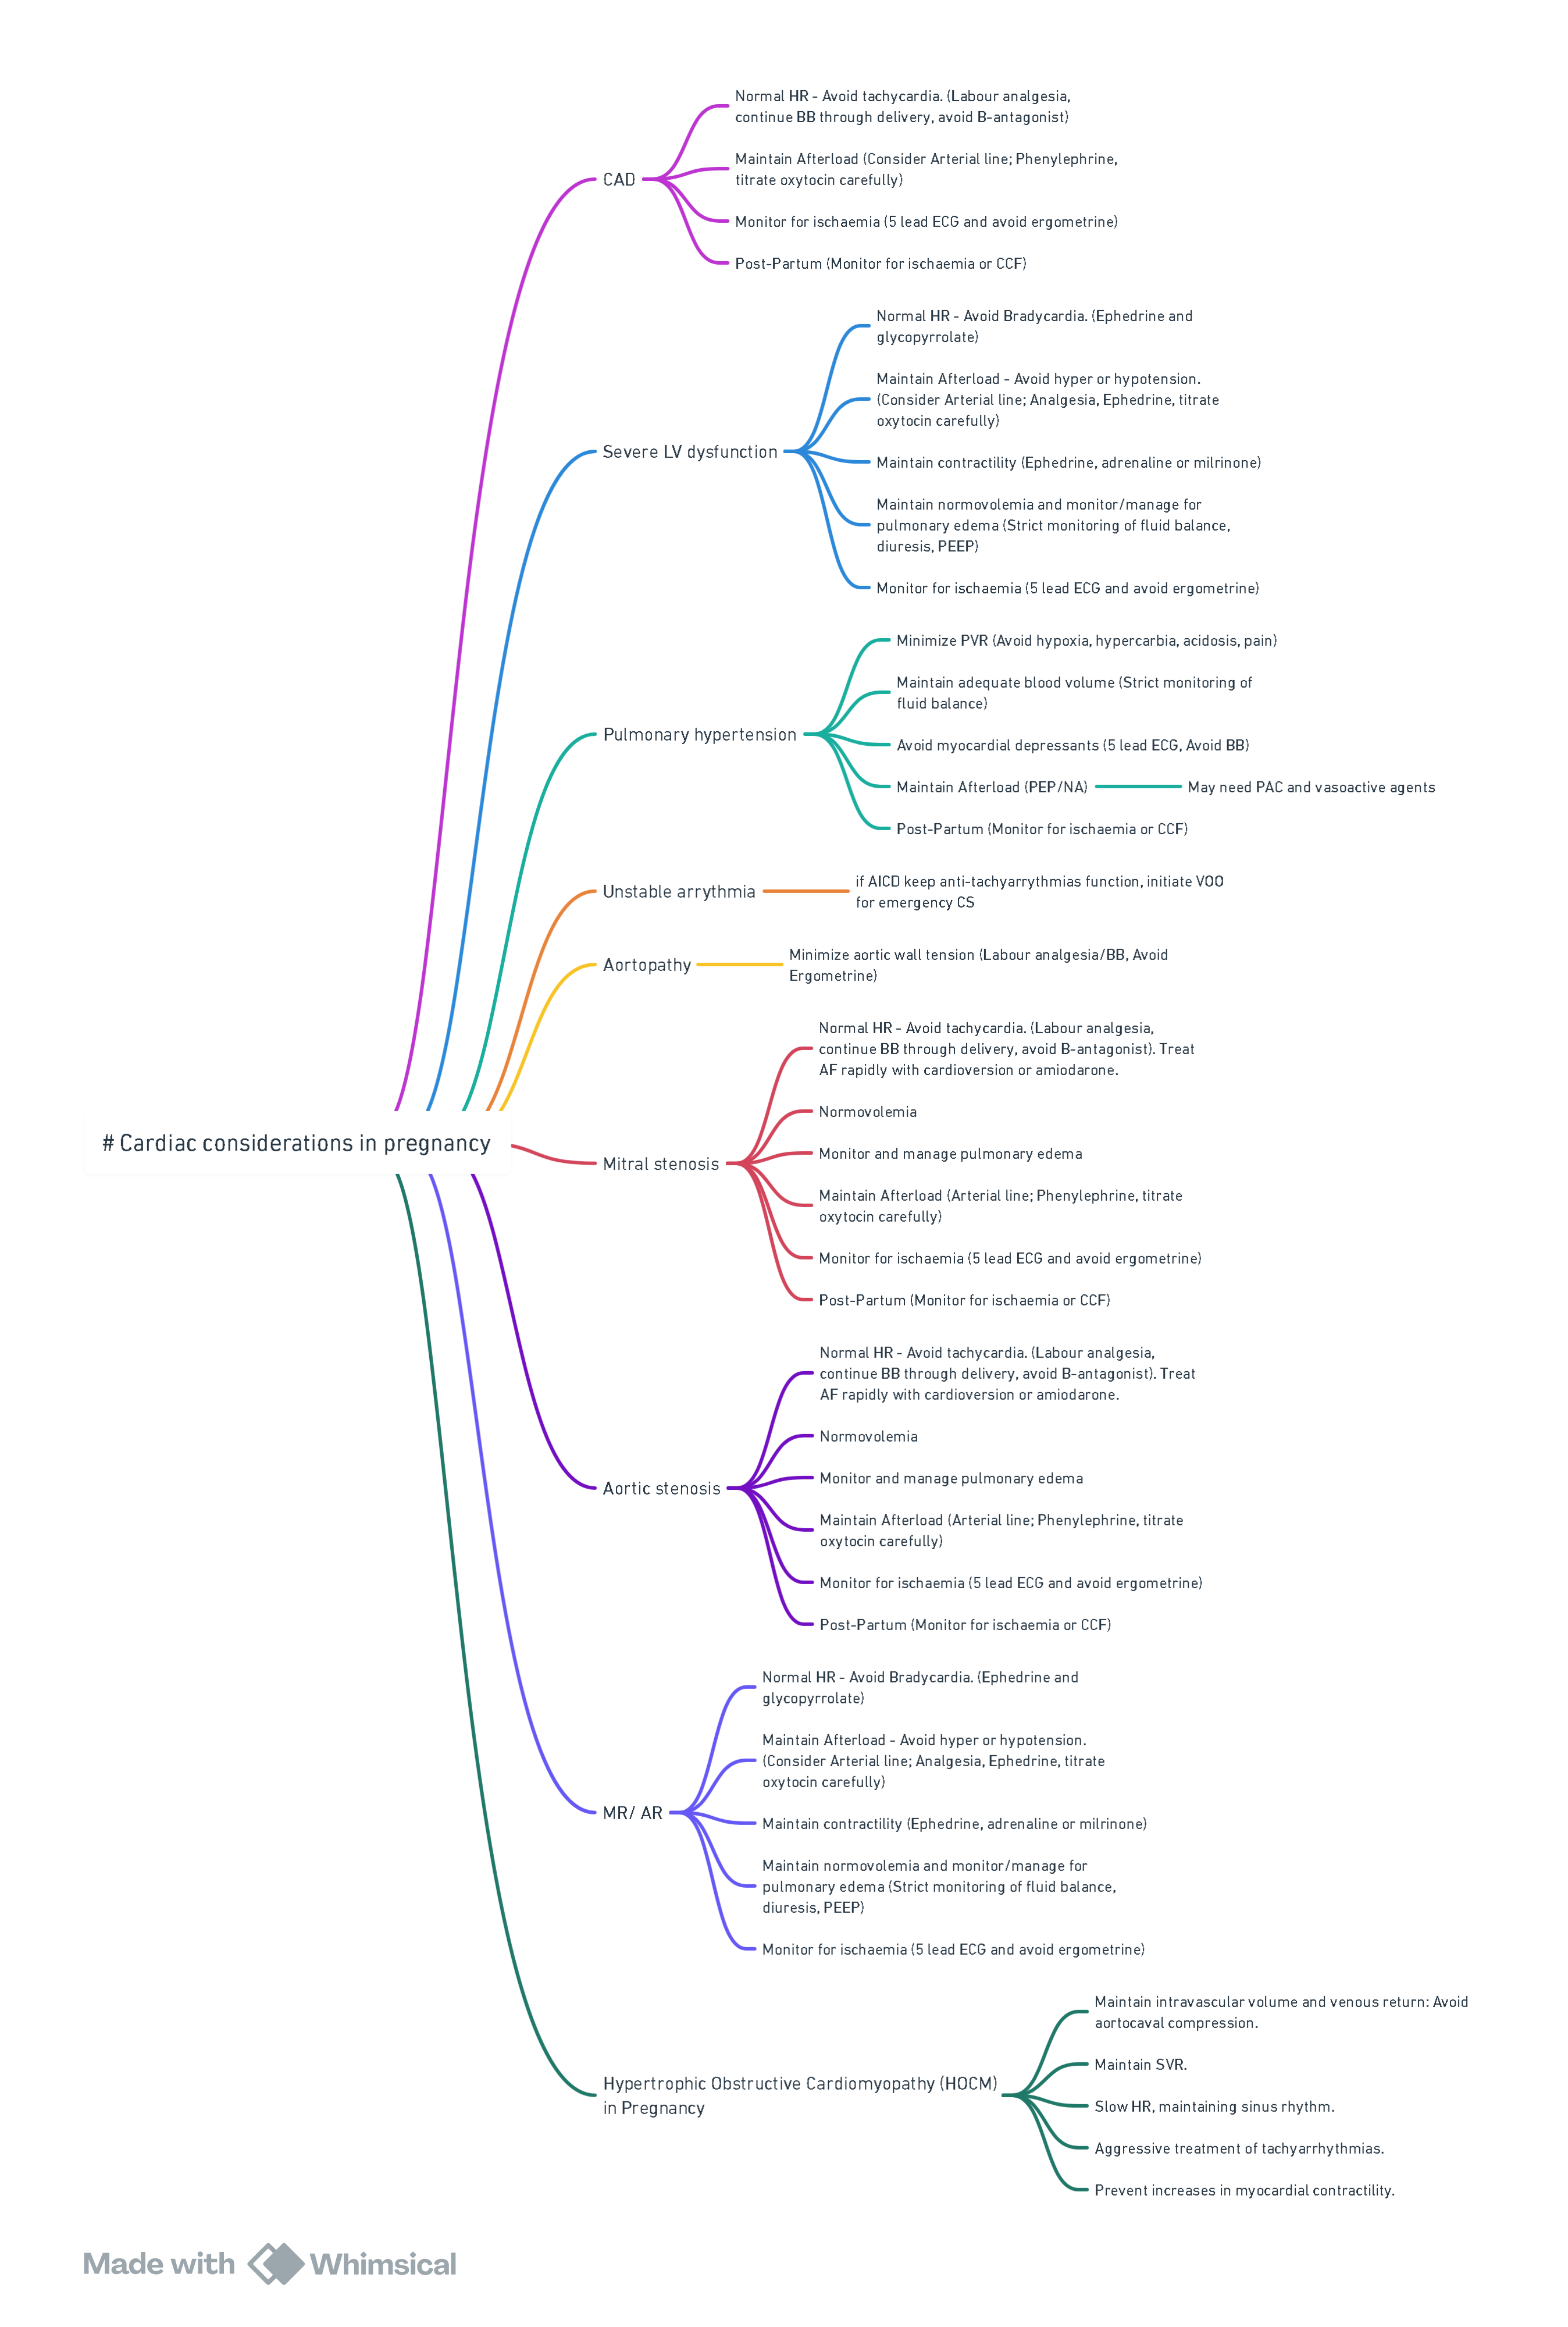 Normal HR - Avoid tachycardia. (Labour analgesia,
continue BB through delivery, avoid B-antagonist)
Maintain Afterload (Consider Arterial line; Phenylephrine,
titrate oxytocin carefully)
CAD
Monitor for ischaemia (5 lead ECG and avoid ergometrine)
Post-Partum (Monitor for ischaemia or CCF)
Normal HR - Avoid Bradycardia. (Ephedrine and
glycopyrrolate)
Maintain Afterload - Avoid hyper or hypotension.
(Consider Arterial line; Analgesia, Ephedrine, titrate
oxytocin carefully)
Severe LV dysfunction
Maintain contractility (Ephedrine, adrenaline or milrinone)
Maintain normovolemia and monitor/manage for
pulmonary edema (Strict monitoring of fluid balance,
diuresis, PEEP)
Monitor for ischaemia (5 lead ECG and avoid ergometrine)
Minimize PVR (Avoid hypoxia, hypercarbia, acidosis, pain)
Maintain adequate blood volume (Strict monitoring of
fluid balance)
Pulmonary hypertension
Avoid myocardial depressants (5 lead ECG, Avoid BB)
Maintain Afterload (PEP/NA)
May need PAC and vasoactive agents
Post-Partum (Monitor for ischaemia or CCF)
Unstable arrythmia
if AICD keep anti-tachyarrythmias function, initiate VOO
for emergency CS
Aortopathy
Minimize aortic wall tension (Labour analgesia/BB, Avoid
Ergometrine)
# Cardiac considerations in pregnancy
Normal HR - Avoid tachycardia. (Labour analgesia,
continue BB through delivery, avoid B-antagonist). Treat
AF rapidly with cardioversion or amiodarone.
Normovolemia
Monitor and manage pulmonary edema
Mitral stenosis
Maintain Afterload (Arterial line; Phenylephrine, titrate
oxytocin carefully)
Monitor for ischaemia (5 lead ECG and avoid ergometrine)
Post-Partum (Monitor for ischaemia or CCF)
Normal HR - Avoid tachycardia. (Labour analgesia,
continue BB through delivery, avoid B-antagonist). Treat
AF rapidly with cardioversion or amiodarone.
Normovolemia
Monitor and manage pulmonary edema
Aortic stenosis
Maintain Afterload (Arterial line; Phenylephrine, titrate
oxytocin carefully)
Monitor for ischaemia (5 lead ECG and avoid ergometrine)
Post-Partum (Monitor for ischaemia or CCF)
Normal HR - Avoid Bradycardia. (Ephedrine and
glycopyrrolate)
Maintain Afterload - Avoid hyper or hypotension.
(Consider Arterial line; Analgesia, Ephedrine, titrate
oxytocin carefully)
MR/ AR
Maintain contractility (Ephedrine, adrenaline or milrinone)
Maintain normovolemia and monitor/manage for
pulmonary edema (Strict monitoring of fluid balance,
diuresis, PEEP)
Monitor for ischaemia (5 lead ECG and avoid ergometrine)
Maintain intravascular volume and venous return: Avoid
aortocaval compression.
Maintain SVR.
Hypertrophic Obstructive Cardiomyopathy (HOCM)
in Pregnancy
Slow HR, maintaining sinus rhythm.
Aggressive treatment of tachyarrhythmias.
Prevent increases in myocardial contractility.
Made with Whimsical